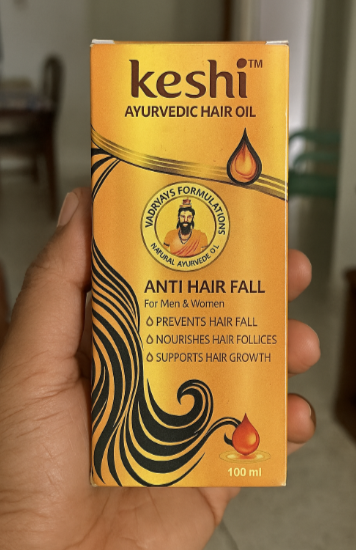 keshi™
AYURVEDIC HAIR OIL
VADRYAYS FORMULATIONS
NATURAL AYURVEDE OIL
ANTI HAIR FALL
For Men & Women
PREVENTS HAIR FALL
NOURISHES HAIR FOLLICES
SUPPORTS HAIR GROWTH
100 ml